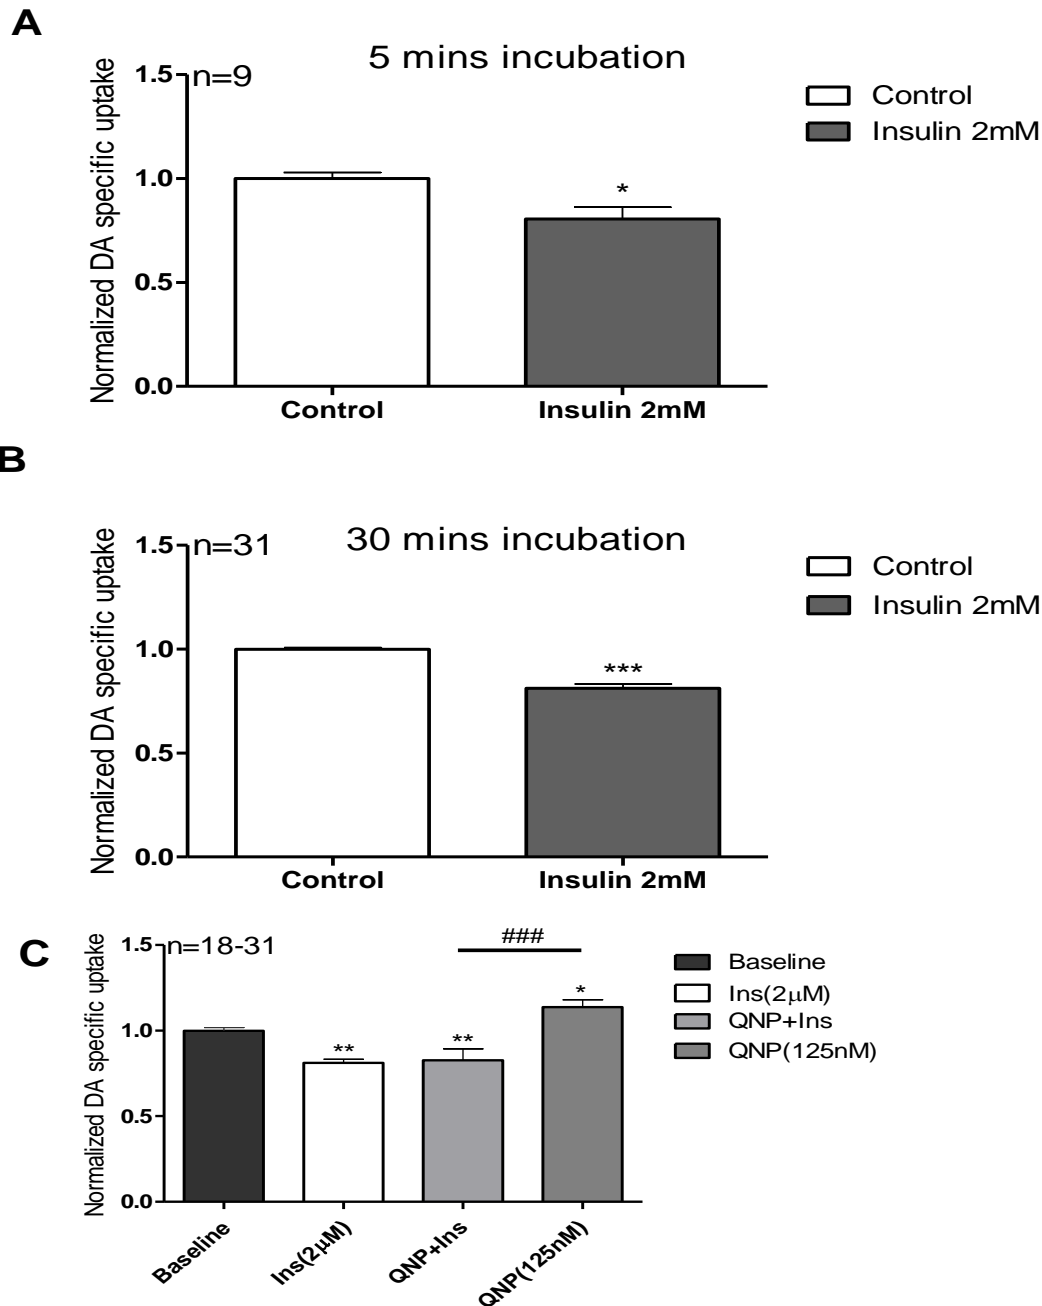 A
5 mins incubation
n=9
Normalized DA specific uptake
1.5
1.0
0.5
0.0
*
Control
Insulin 2mM
Control
Insulin 2mM
B
30 mins incubation
n=31
Normalized DA specific uptake
1.5
1.0
0.5
0.0
***
Control
Insulin 2mM
Control
Insulin 2mM
C
n=18-31
Normalized DA specific uptake
1.5
1.0
0.5
0.0
###
**
**
*
Baseline
Ins(2μM)
QNP+Ins
QNP(125nM)
Baseline
Ins(2μM)
QNP+Ins
QNP(125nM)